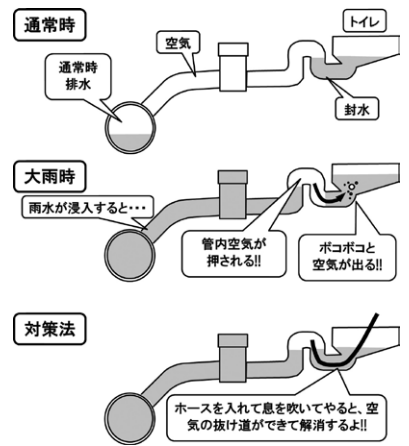 通常時
トイレ
空気
通常時
排水
封水
大雨時
雨水が浸入すると・・・
管内空気が
押される!!
ボコボコと
空気が出る!!
対策法
ホースを入れて息を吹いてやると、空
気の抜け道ができて解消するよ!!